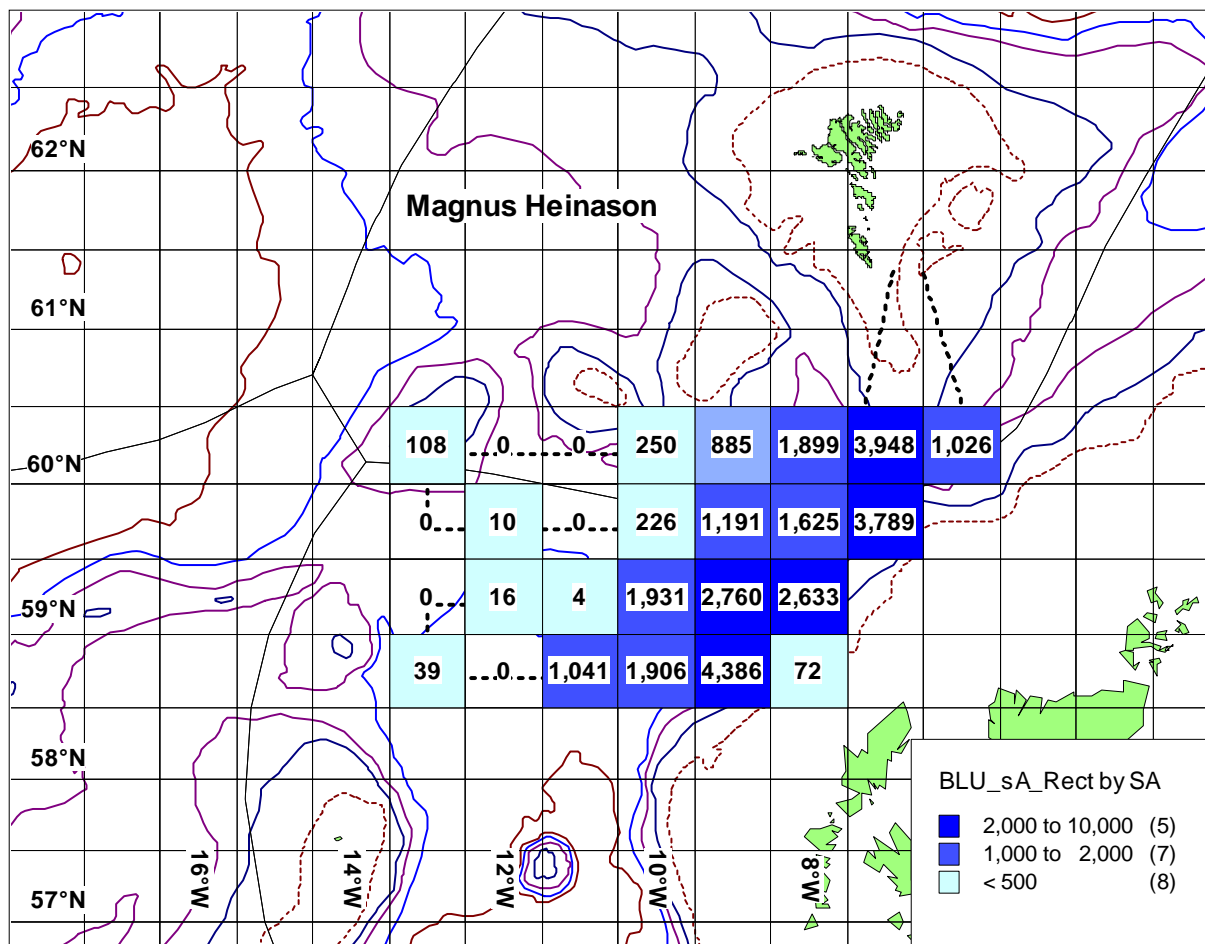 62°N
Magnus Heinason
61°N
108 0 0 250 885 1,899 3,948 1,026
60°N
0 10 0 226 1,191 1,625 3,789
0 16 4 1,931 2,760 2,633
59°N
39 0 1,041 1,906 4,386 72
58°N
BLU_sA_Rect by SA
2,000 to 10,000 (5)
1,000 to 2,000 (7)
< 500 (8)
16°W 14°W 12°W 10°W 8°W
57°N